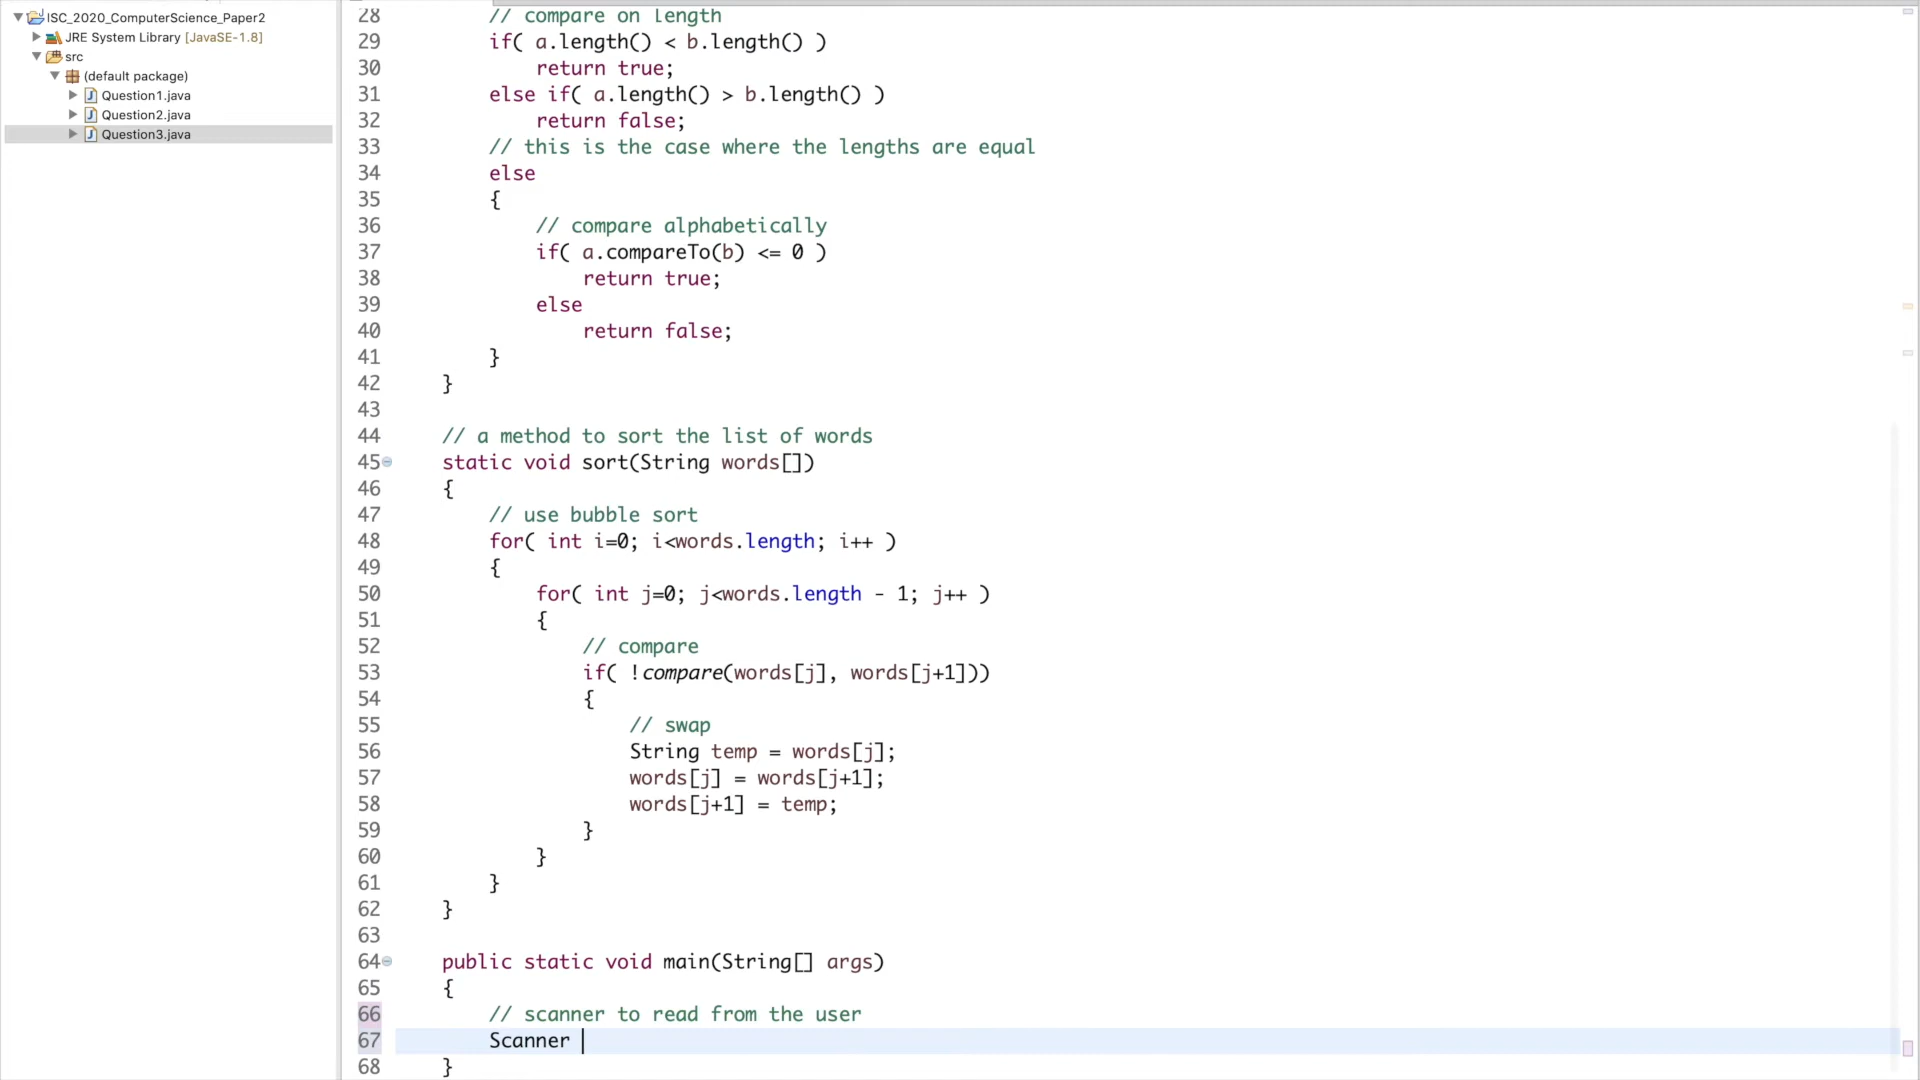 ISC_2020_ComputerScience_Paper2
JRE System Library [JavaSE-1.8]
src
(default package)
Question1.java
Question2.java
Question3.java
28 // compare on length
29 if( a.length() < b.length() )
30 return true;
31 else if( a.length() > b.length() )
32 return false;
33 // this is the case where the lengths are equal
34 else
35 {
36 // compare alphabetically
37 if( a.compareTo(b) <= 0 )
38 return true;
39 else
40 return false;
41 }
42 }
43
44 // a method to sort the list of words
45 static void sort(String words[])
46 {
47 // use bubble sort
48 for( int i=0; i<words.length; i++ )
49 {
50 for( int j=0; j<words.length - 1; j++ )
51 {
52 // compare
53 if( !compare(words[j], words[j+1]))
54 {
55 // swap
56 String temp = words[j];
57 words[j] = words[j+1];
58 words[j+1] = temp;
59 }
60 }
61 }
62 }
63
64 public static void main(String[] args)
65 {
66 // scanner to read from the user
67 Scanner
68 }